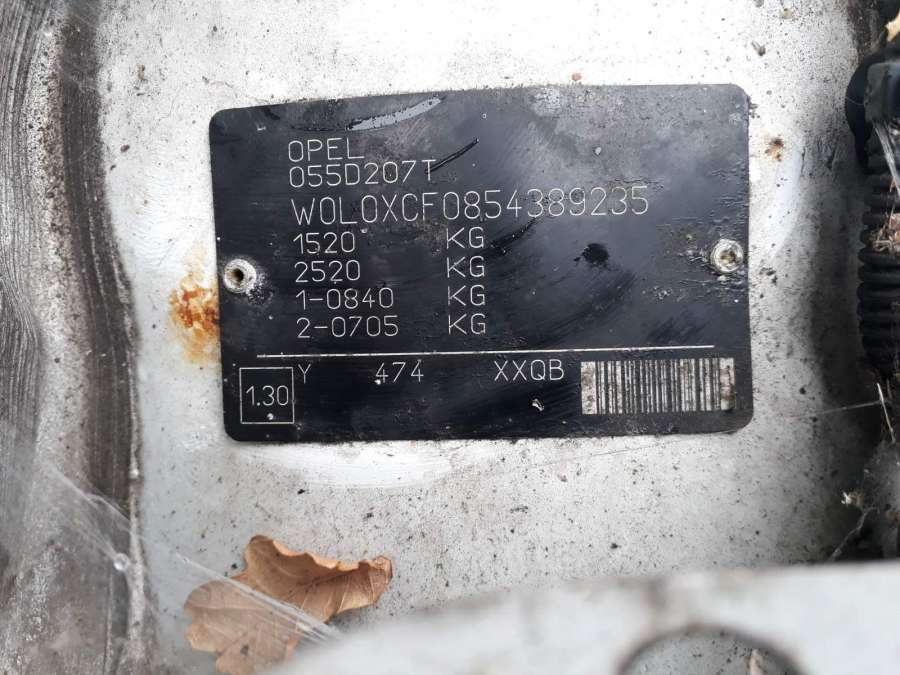 OPEL
055D207T
W0L0XCF0854389235
1520 KG
2520 KG
1-0840 KG
2-0705 KG
1.30 Y 474 XXQB